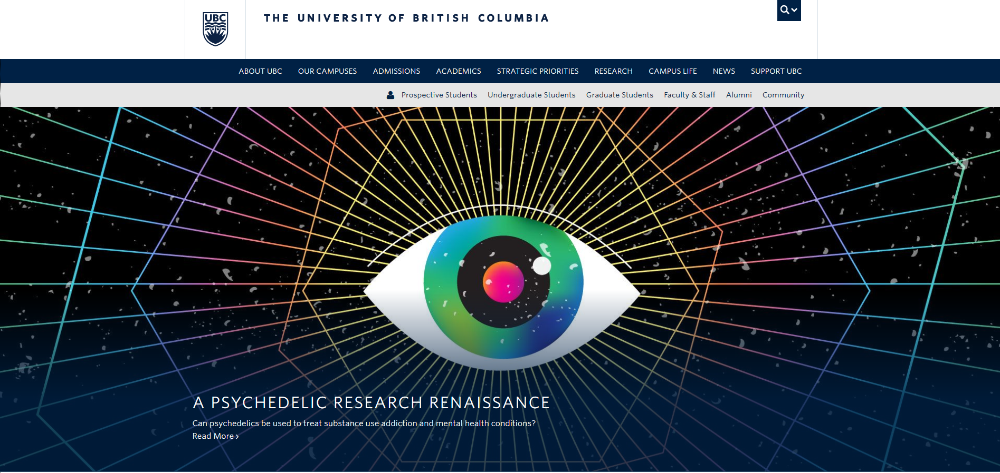 UBC
THE UNIVERSITY OF BRITISH COLUMBIA
ABOUT UBC OUR CAMPUSES ADMISSIONS ACADEMICS STRATEGIC PRIORITIES RESEARCH CAMPUS LIFE NEWS SUPPORT UBC
Prospective Students Undergraduate Students Graduate Students Faculty & Staff Alumni Community
A PSYCHEDELIC RESEARCH RENAISSANCE
Can psychedelics be used to treat substance use addiction and mental health conditions?
Read More ›